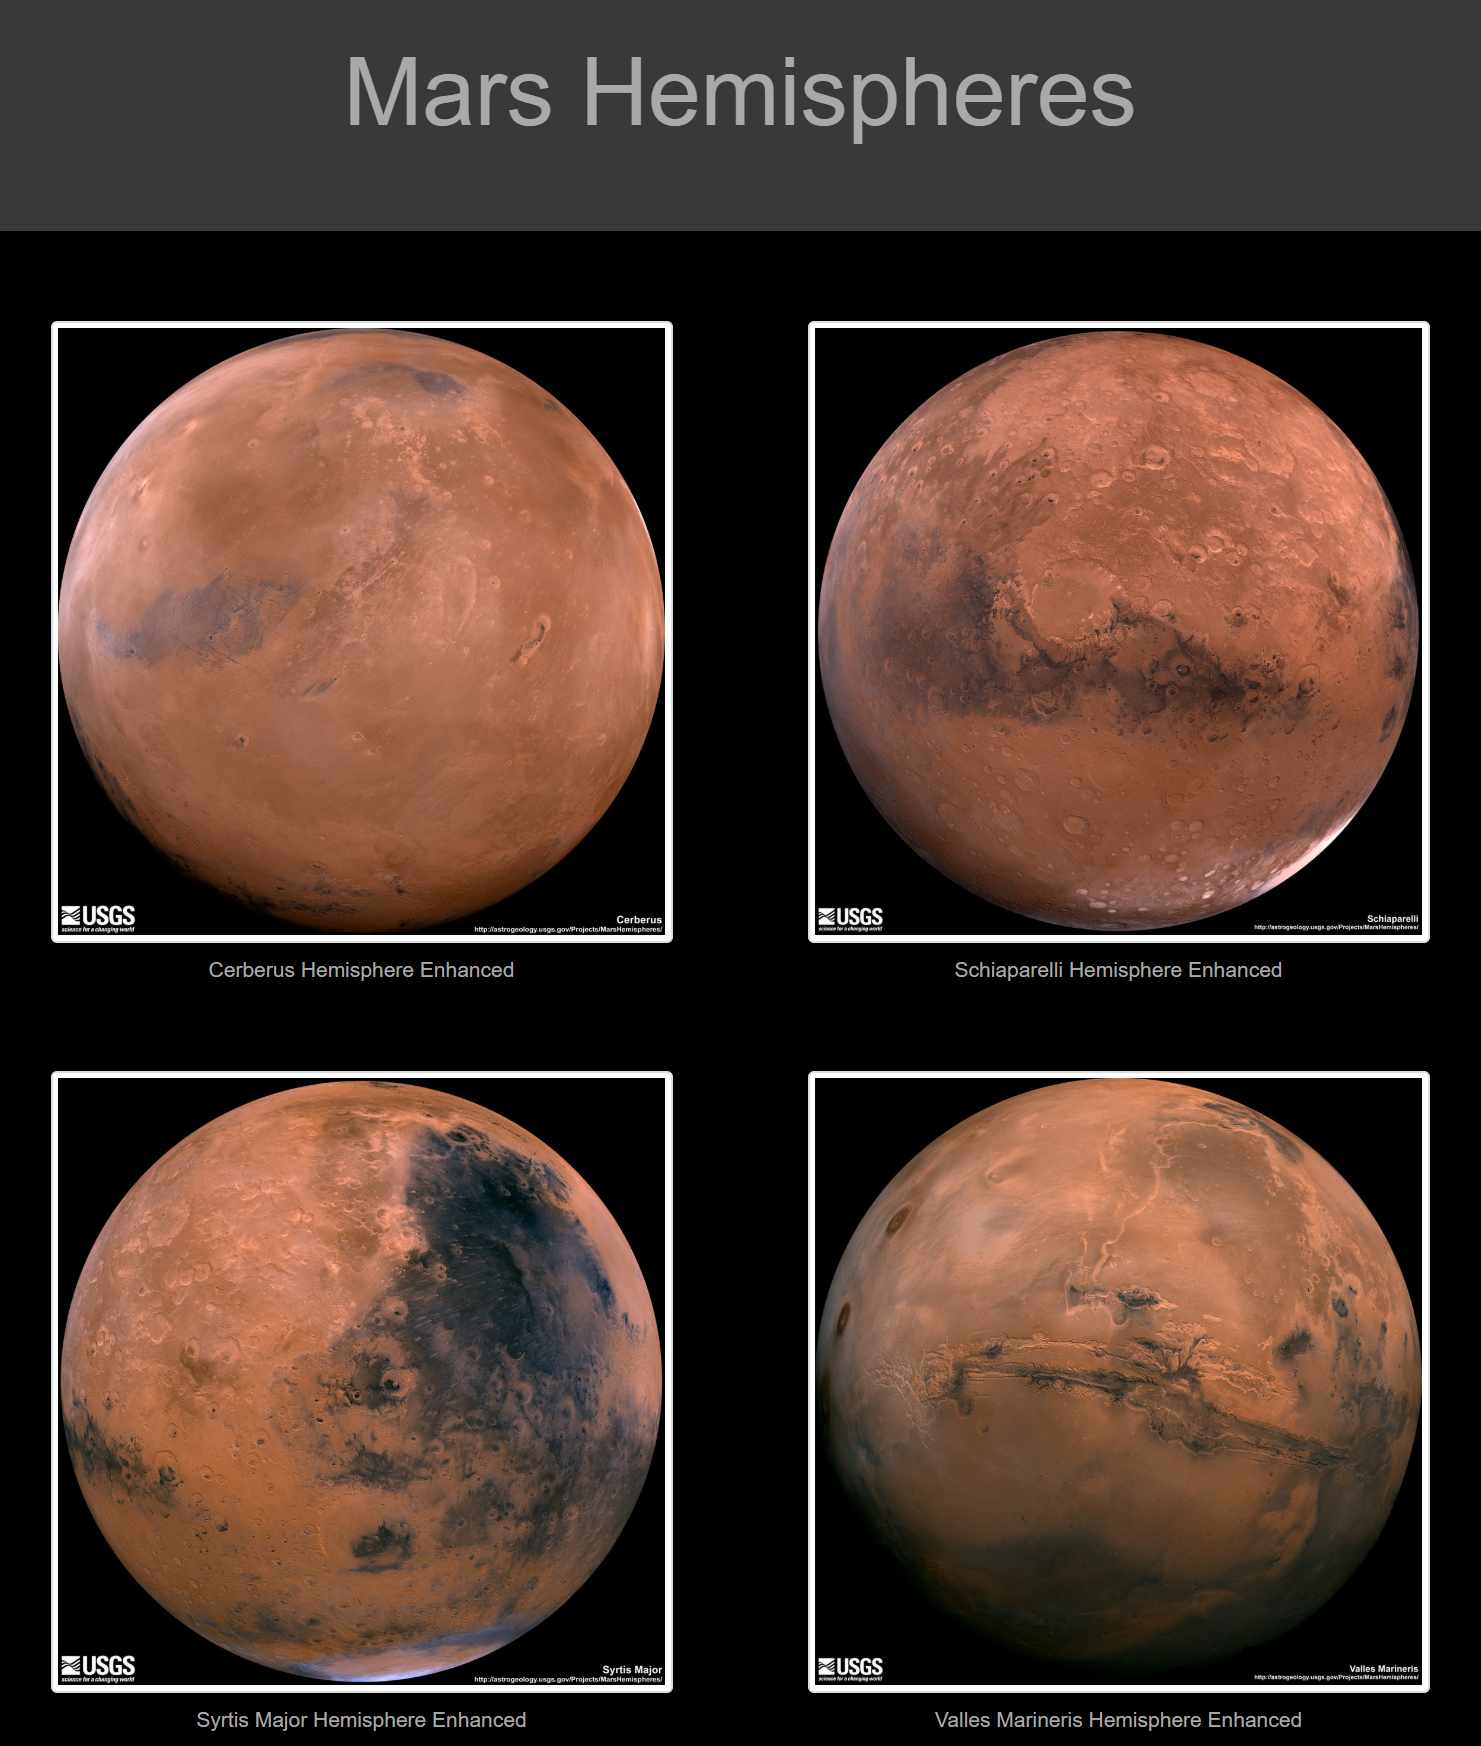 Mars Hemispheres
USGS
science for a changing world
Cerberus
http://astrogeology.usgs.gov/Projects/MarsHemispheres/
Cerberus Hemisphere Enhanced
USGS
science for a changing world
Schiaparelli
http://astrogeology.usgs.gov/Projects/MarsHemispheres/
Schiaparelli Hemisphere Enhanced
USGS
science for a changing world
Syrtis Major
http://astrogeology.usgs.gov/Projects/MarsHemispheres/
Syrtis Major Hemisphere Enhanced
USGS
science for a changing world
Valles Marineris
http://astrogeology.usgs.gov/Projects/MarsHemispheres/
Valles Marineris Hemisphere Enhanced